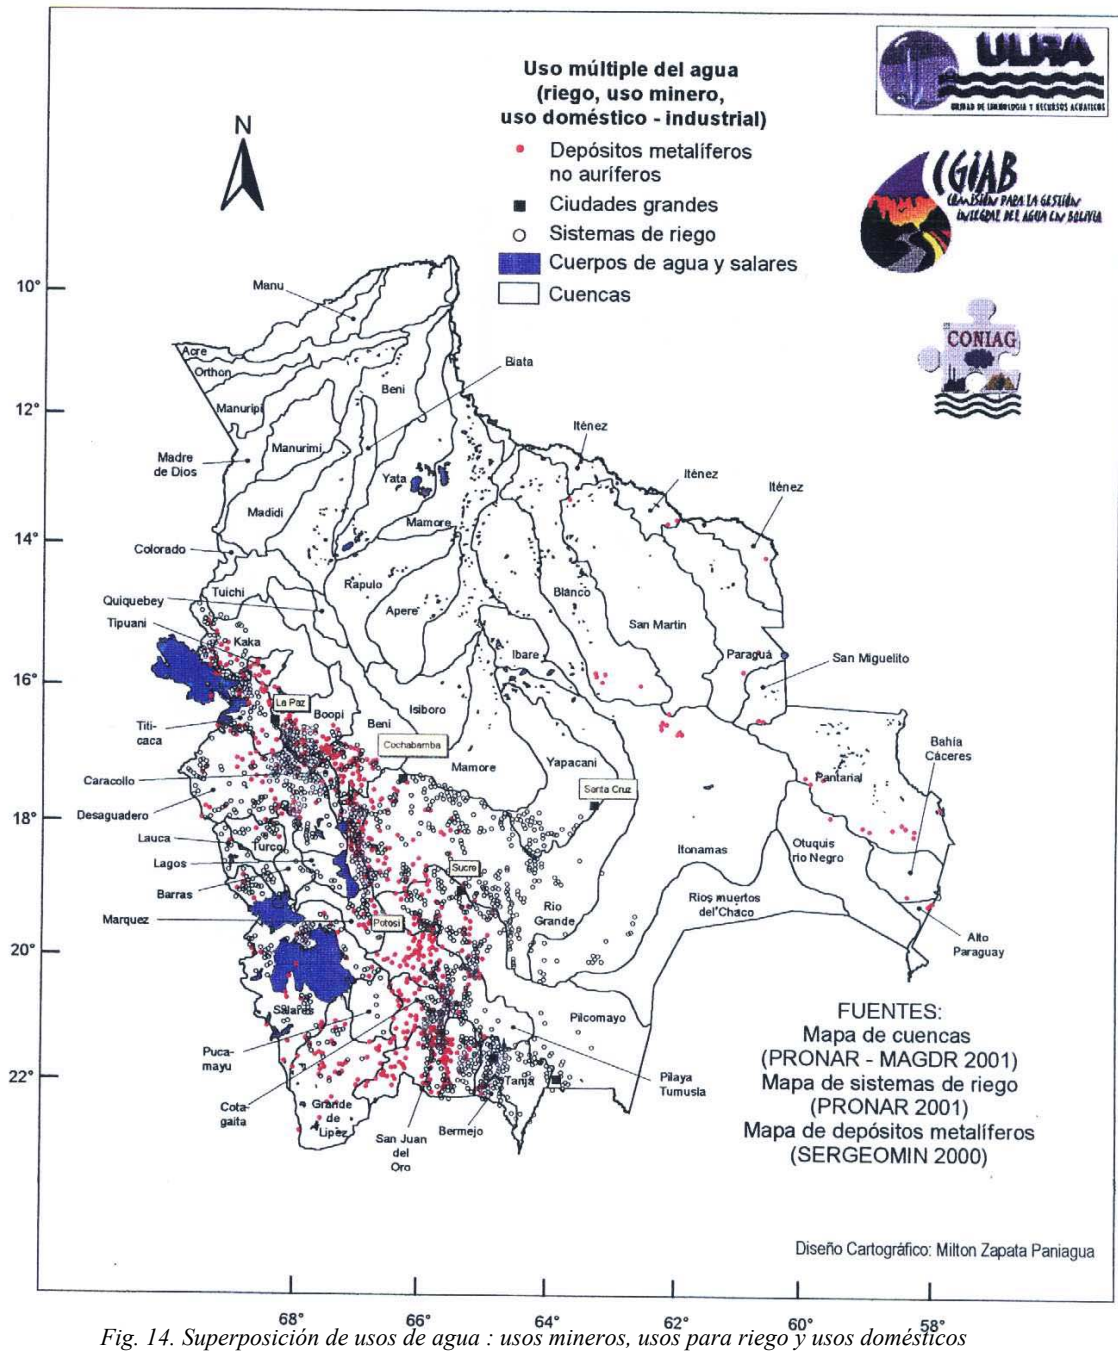 Uso múltiple del agua
(riego, uso minero,
uso doméstico - industrial)
Depósitos metalíferos
no auríferos
Ciudades grandes
Sistemas de riego
Cuerpos de agua y salares
Cuencas
ULRA
UNIDAD DE LIMNOLOGIA Y RECURSOS ACUATICOS
CGIAB
COMISIÓN PARA LA GESTIÓN
INTEGRAL DEL AGUA EN BOLIVIA
CONIAG
N
10°
12°
14°
16°
18°
20°
22°
Manu
Acre
Orthon
Manuripi
Beni
Biata
Manurimi
Madre
de Dios
Yata
Iténez
Iténez
Iténez
Madidi
Mamore
Colorado
Tuichi
Rapulo
Apere
Blanco
San Martin
Quiquebey
Tipuani
Kaka
Ibare
Paraguá
San Miguelito
La Paz
Boopi
Beni
Isiboro
Titi-
caca
Cochabamba
Mamore
Yapacani
Bahía
Cáceres
Caracollo
Santa Cruz
Pantanal
Desaguadero
Lauca
Turco
Lagos
Sucre
Itonamas
Otuquis
rio Negro
Barras
Marquez
Potosi
Rio
Grande
Rios muertos
del Chaco
Alto
Paraguay
Salares
Pilcomayo
Puca-
mayu
Pilaya
Tumusla
Tarija
Cota-
gaita
Grande
de
Lipez
San Juan
del
Oro
Bermejo
FUENTES:
Mapa de cuencas
(PRONAR - MAGDR 2001)
Mapa de sistemas de riego
(PRONAR 2001)
Mapa de depósitos metalíferos
(SERGEOMIN 2000)
Diseño Cartográfico: Milton Zapata Paniagua
68°
66°
64°
62°
60°
58°
Fig. 14. Superposición de usos de agua : usos mineros, usos para riego y usos domésticos